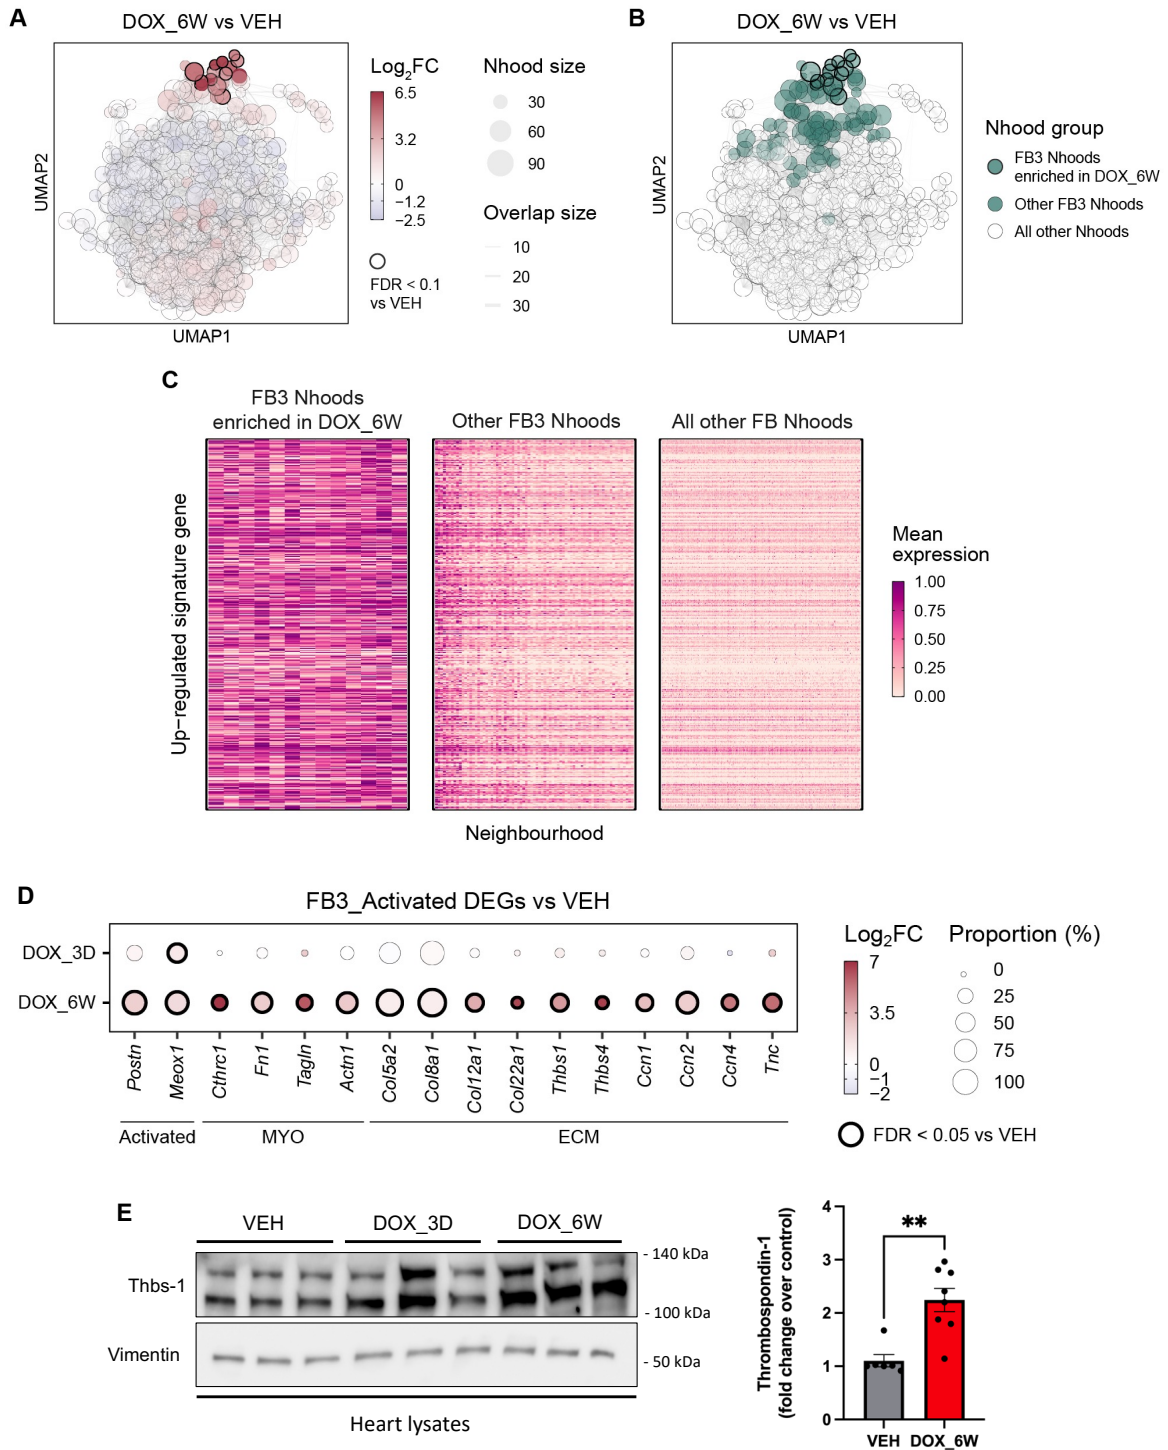 A
DOX_6W vs VEH
UMAP2
UMAP1
Log2FC
6.5
3.2
0
−1.2
−2.5
FDR < 0.1
vs VEH
Nhood size
30
60
90
Overlap size
10
20
30
B
DOX_6W vs VEH
UMAP2
UMAP1
Nhood group
FB3 Nhoods
enriched in DOX_6W
Other FB3 Nhoods
All other Nhoods
C
FB3 Nhoods
enriched in DOX_6W
Other FB3 Nhoods
All other FB Nhoods
Up−regulated signature gene
Neighbourhood
Mean
expression
1.00
0.75
0.50
0.25
0.00
D
FB3_Activated DEGs vs VEH
DOX_3D
DOX_6W
Postn
Meox1
Cthrc1
Fn1
Tagln
Actn1
Col5a2
Col8a1
Col12a1
Col22a1
Thbs1
Thbs4
Ccn1
Ccn2
Ccn4
Tnc
Activated
MYO
ECM
Log2FC
7
3.5
0
−1
−2
Proportion (%)
0
25
50
75
100
FDR < 0.05 vs VEH
E
VEH
DOX_3D
DOX_6W
Thbs-1
- 140 kDa
- 100 kDa
Vimentin
- 50 kDa
Heart lysates
Thrombospondin-1
(fold change over control)
4
3
2
1
0
**
VEH
DOX_6W